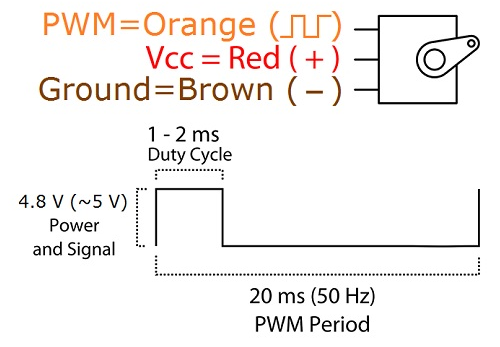 PWM=Orange (⎍⎍)
Vcc = Red ( + )
Ground=Brown ( − )
1 - 2 ms
Duty Cycle
4.8 V (~5 V)
Power
and Signal
20 ms (50 Hz)
PWM Period